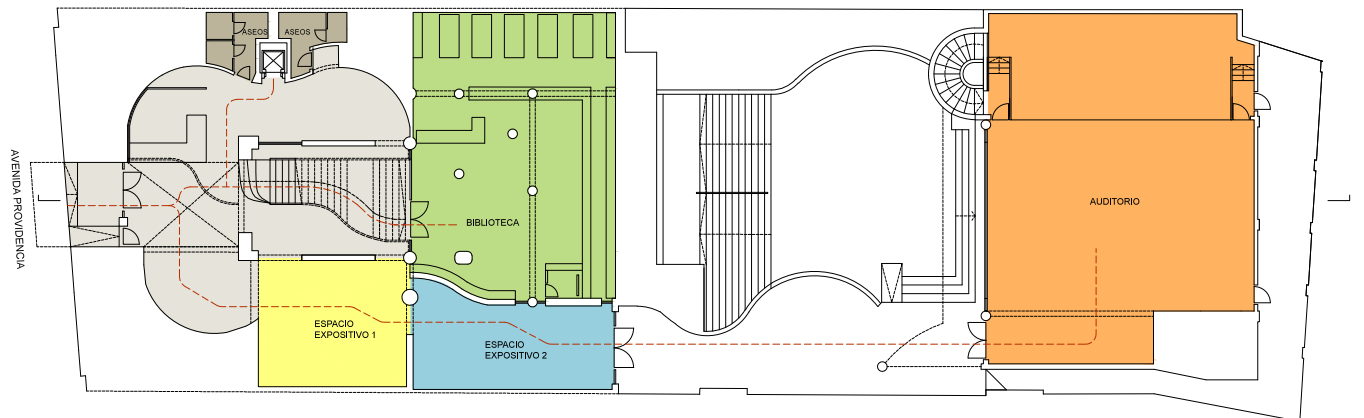 ASEOS
ASEOS
AVENIDA PROVIDENCIA
BIBLIOTECA
AUDITORIO
ESPACIO
EXPOSITIVO 1
ESPACIO
EXPOSITIVO 2